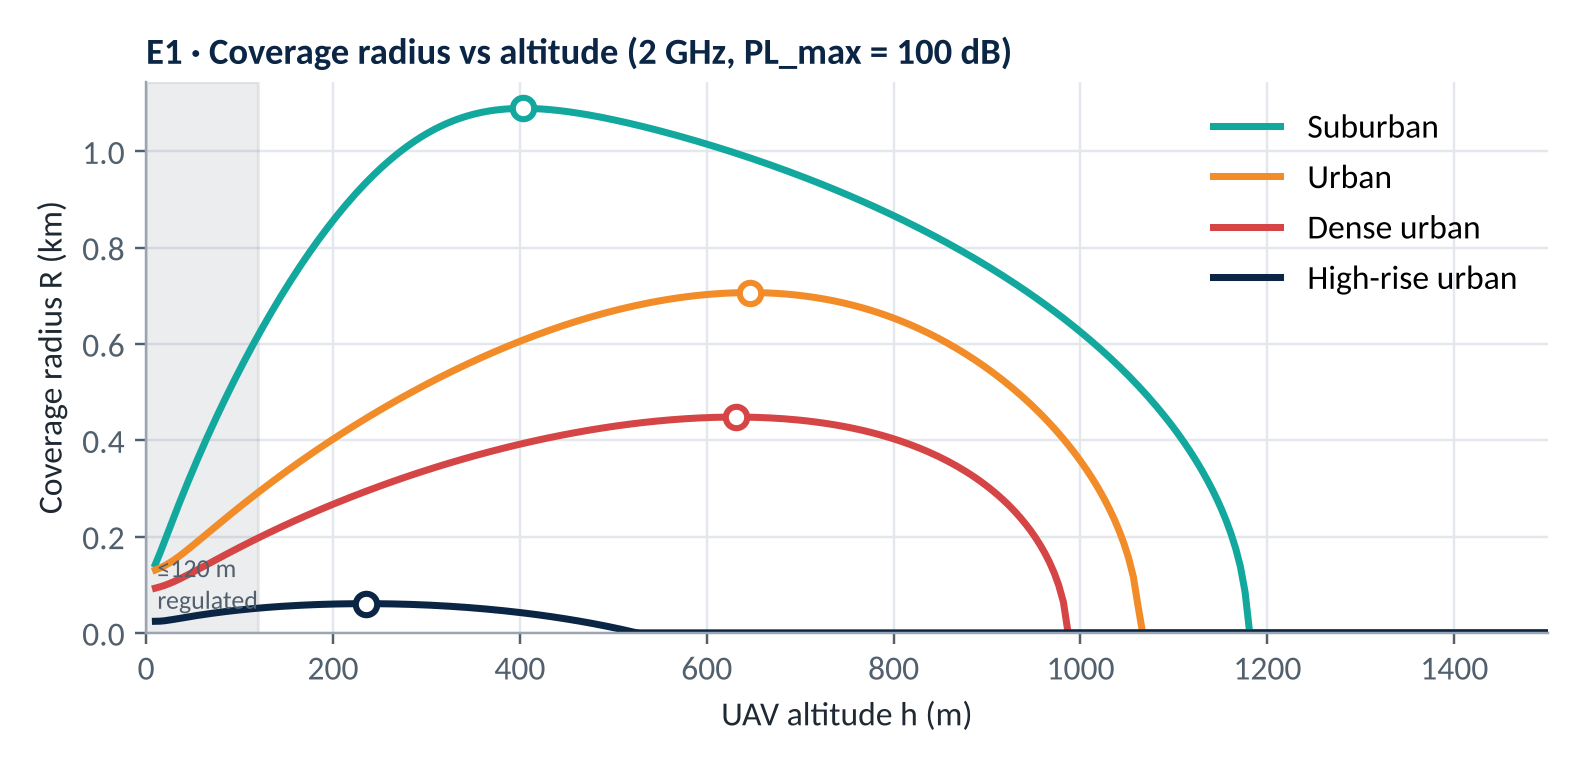 E1 · Coverage radius vs altitude (2 GHz, PL_max = 100 dB)
Suburban
Urban
Dense urban
High-rise urban
Coverage radius R (km)
1.0
0.8
0.6
0.4
0.2
0.0
≤120 m
regulated
0 200 400 600 800 1000 1200 1400
UAV altitude h (m)